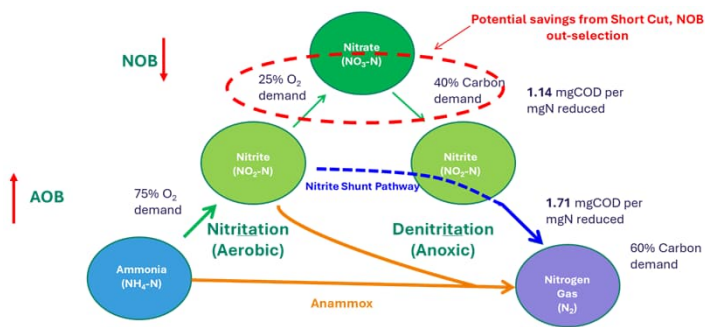 Potential savings from Short Cut, NOB
out-selection
Nitrate
(NO₃-N)
NOB
25% O₂
demand
40% Carbon
demand
1.14 mgCOD per
mgN reduced
Nitrite
(NO₂-N)
Nitrite
(NO₂-N)
Nitrite Shunt Pathway
AOB
75% O₂
demand
1.71 mgCOD per
mgN reduced
Nitritation
(Aerobic)
Denitritation
(Anoxic)
60% Carbon
demand
Ammonia
(NH₄-N)
Nitrogen
Gas
(N₂)
Anammox